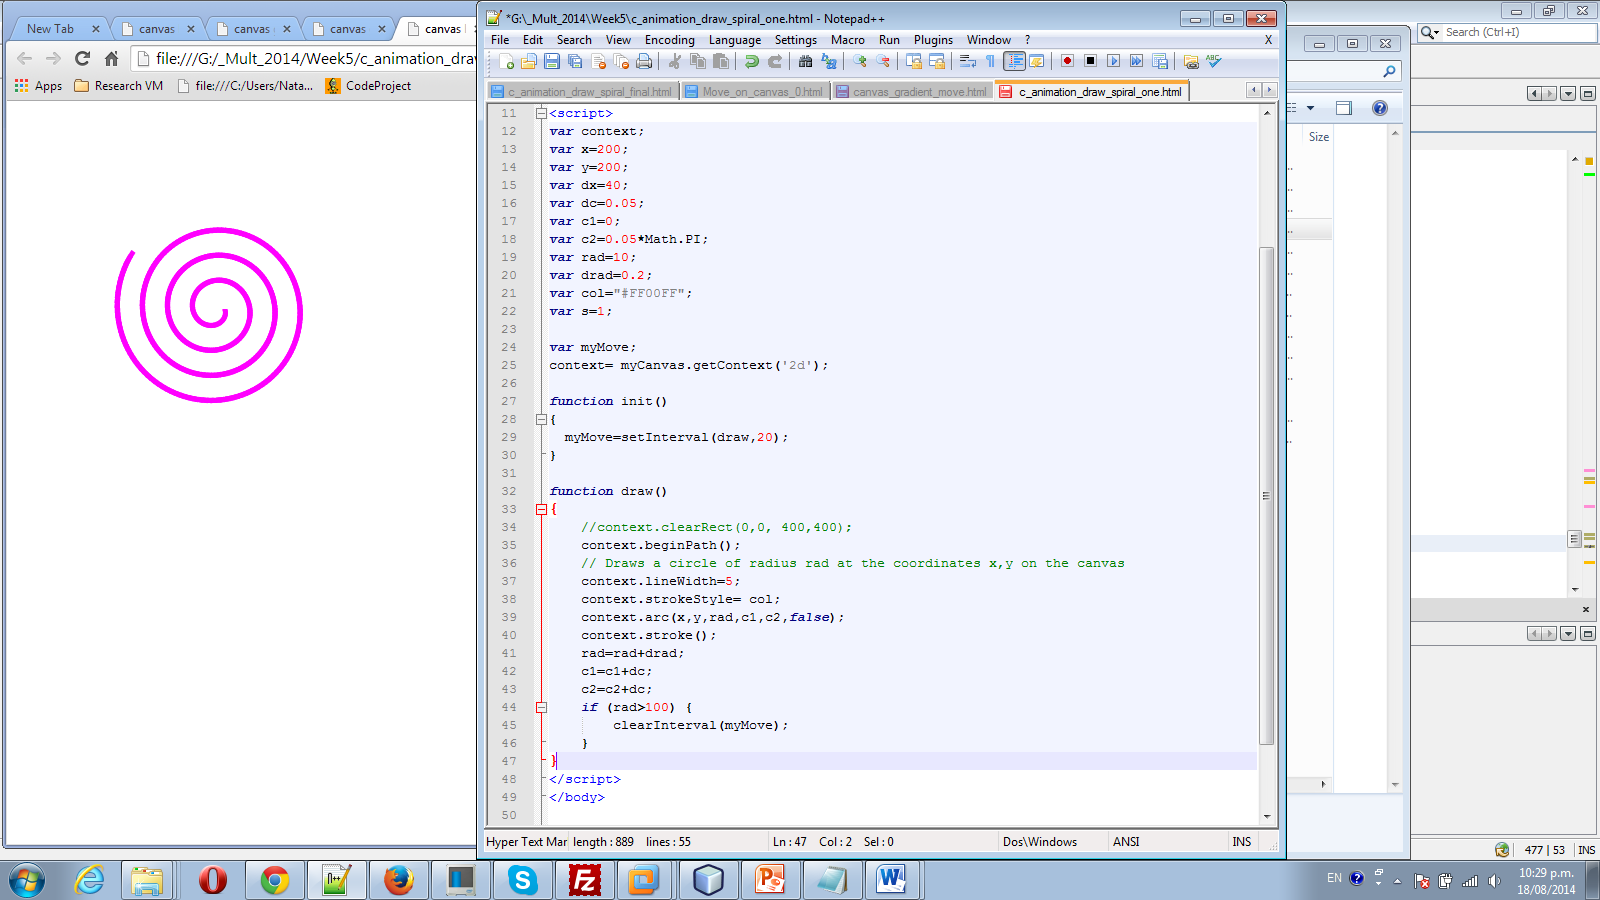 New Tab
canvas
canvas
canvas
canvas
file:///G:/_Mult_2014/Week5/c_animation_draw
Apps
Research VM
file:///C:/Users/Nata...
CodeProject
*G:\_Mult_2014\Week5\c_animation_draw_spiral_one.html - Notepad++
File Edit Search View Encoding Language Settings Macro Run Plugins Window ? X
c_animation_draw_spiral_final.html Move_on_canvas_0.html canvas_gradient_move.html c_animation_draw_spiral_one.html
11 <script>
12 var context;
13 var x=200;
14 var y=200;
15 var dx=40;
16 var dc=0.05;
17 var c1=0;
18 var c2=0.05*Math.PI;
19 var rad=10;
20 var drad=0.2;
21 var col="#FF00FF";
22 var s=1;
23
24 var myMove;
25 context= myCanvas.getContext('2d');
26
27 function init()
28 {
29 myMove=setInterval(draw,20);
30 }
31
32 function draw()
33 {
34 //context.clearRect(0,0, 400,400);
35 context.beginPath();
36 // Draws a circle of radius rad at the coordinates x,y on the canvas
37 context.lineWidth=5;
38 context.strokeStyle= col;
39 context.arc(x,y,rad,c1,c2,false);
40 context.stroke();
41 rad=rad+drad;
42 c1=c1+dc;
43 c2=c2+dc;
44 if (rad>100) {
45 clearInterval(myMove);
46 }
47 }
48 </script>
49 </body>
50
Hyper Text Mar length : 889 lines : 55 Ln : 47 Col : 2 Sel : 0 Dos\Windows ANSI INS
Search (Ctrl+I)
Size
477 | 53 INS
EN
10:29 p.m.
18/08/2014